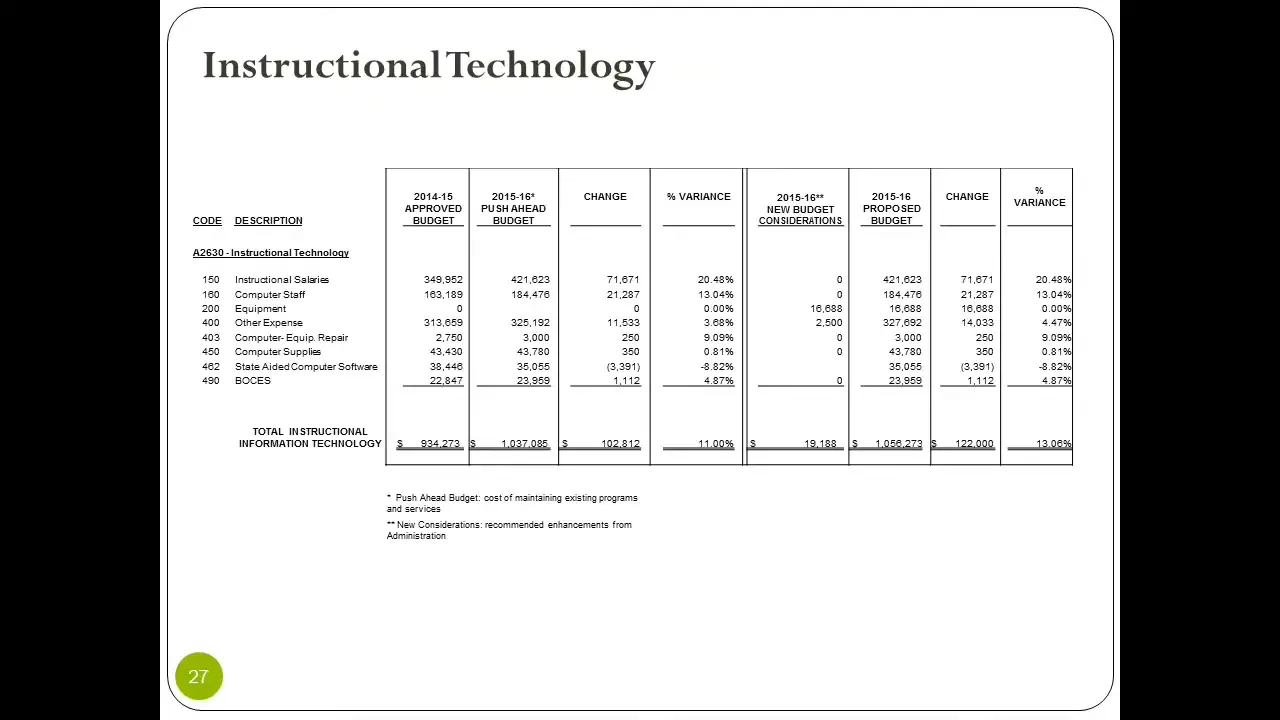 Instructional Technology
CODE DESCRIPTION 2014-15 APPROVED BUDGET 2015-16* PUSH AHEAD BUDGET CHANGE % VARIANCE 2015-16** NEW BUDGET CONSIDERATIONS 2015-16 PROPOSED BUDGET CHANGE % VARIANCE
A2630 - Instructional Technology
150 Instructional Salaries 349,952 421,623 71,671 20.48% 0 421,623 71,671 20.48%
160 Computer Staff 163,189 184,476 21,287 13.04% 0 184,476 21,287 13.04%
200 Equipment 0 0 0.00% 16,688 16,688 16,688 0.00%
400 Other Expense 313,659 325,192 11,533 3.68% 2,500 327,692 14,033 4.47%
403 Computer- Equip. Repair 2,750 3,000 250 9.09% 0 3,000 250 9.09%
450 Computer Supplies 43,430 43,780 350 0.81% 0 43,780 350 0.81%
462 State Aided Computer Software 38,446 35,055 (3,391) -8.82% 35,055 (3,391) -8.82%
490 BOCES 22,847 23,959 1,112 4.87% 0 23,959 1,112 4.87%
TOTAL INSTRUCTIONAL
INFORMATION TECHNOLOGY $ 934,273 $ 1,037,085 $ 102,812 11.00% $ 19,188 $ 1,056,273 $ 122,000 13.06%
* Push Ahead Budget: cost of maintaining existing programs
and services
** New Considerations: recommended enhancements from
Administration
27